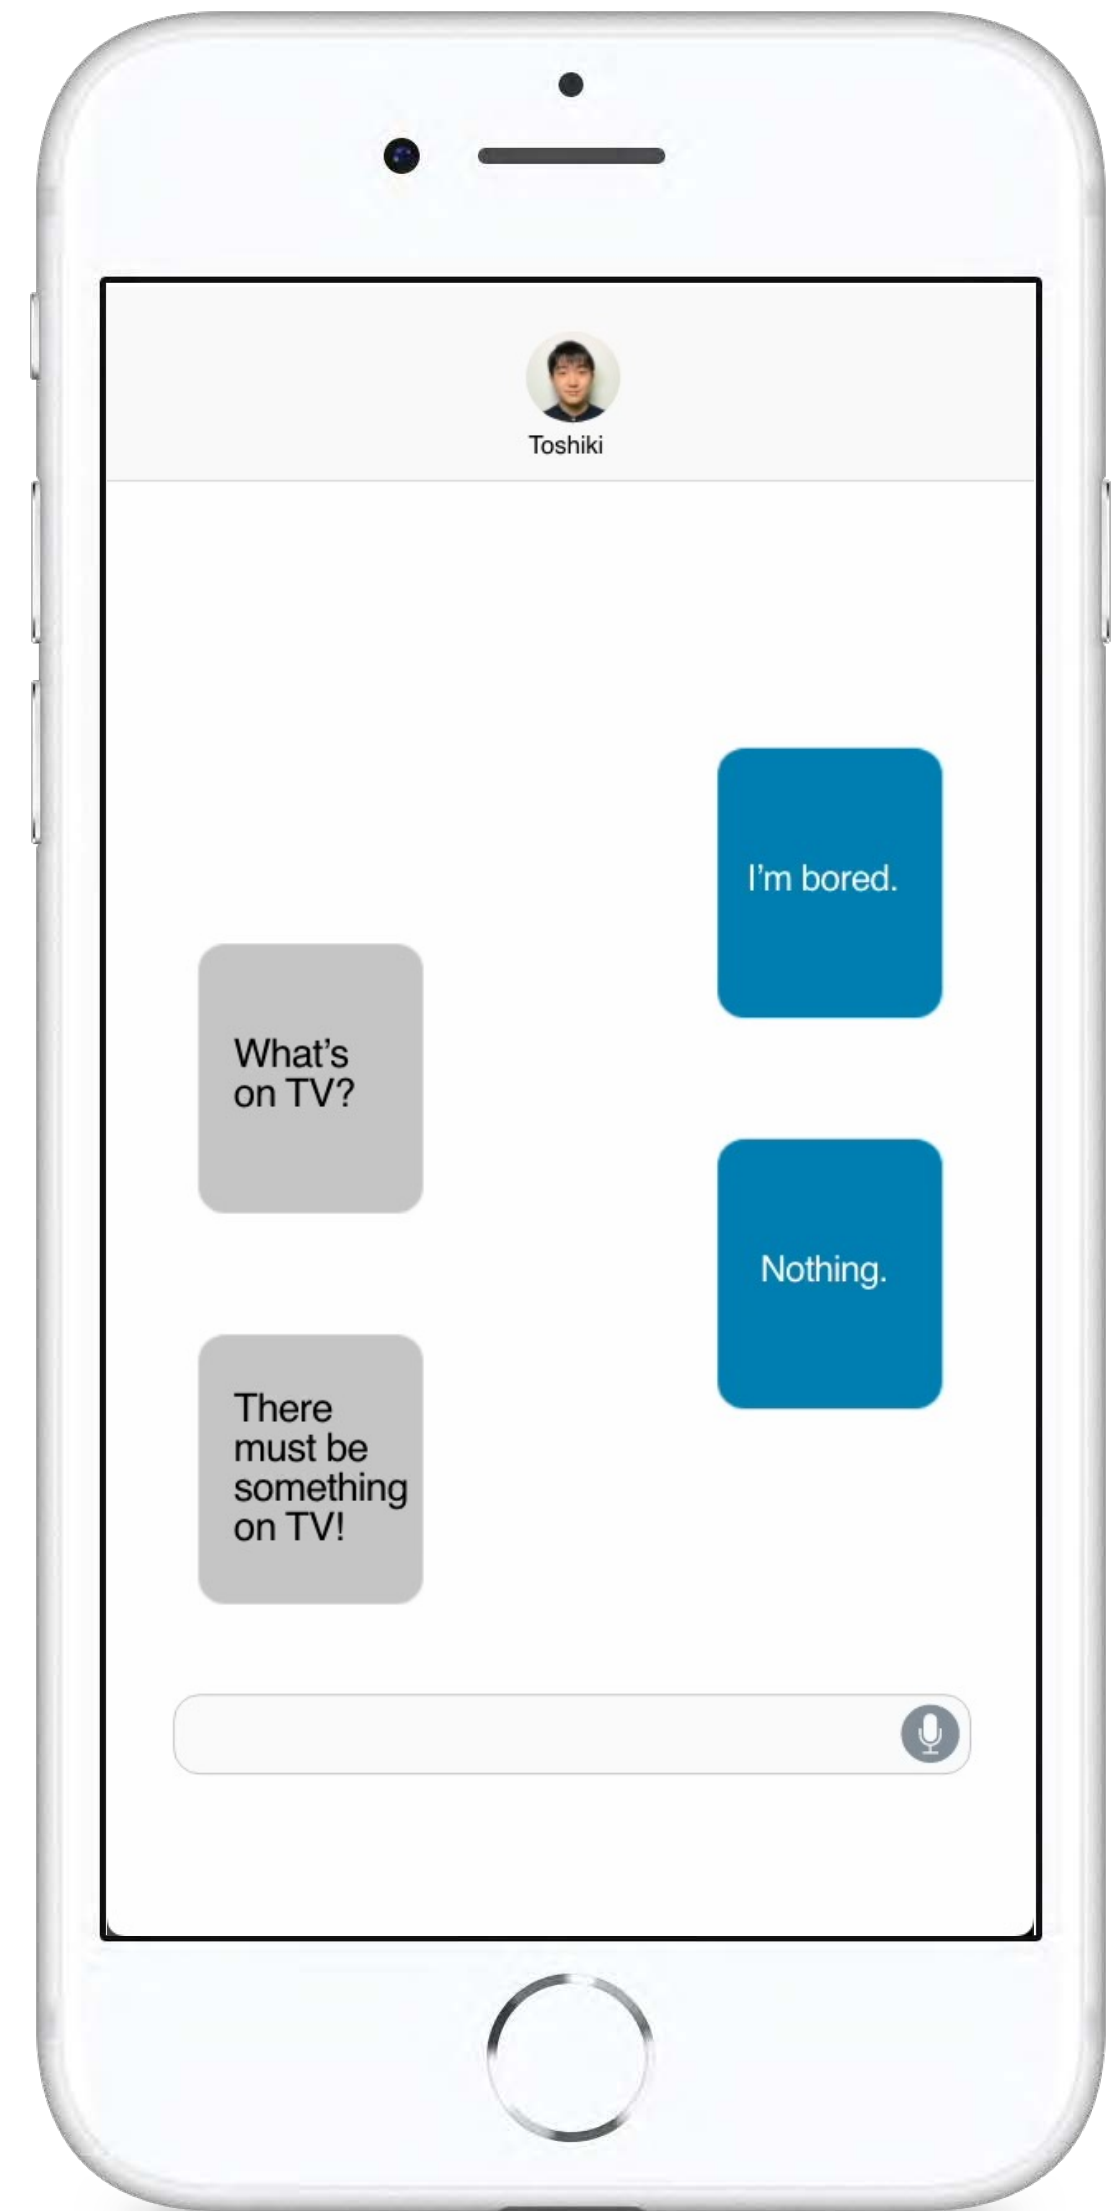 Toshiki
I’m bored.
What’s
on TV?
Nothing.
There
must be
something
on TV!